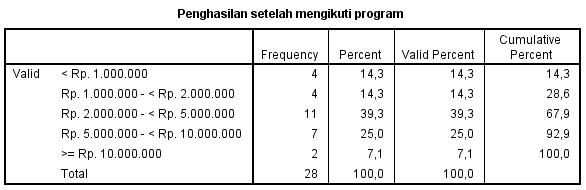 Penghasilan setelah mengikuti program
Frequency Percent Valid Percent Cumulative Percent
Valid < Rp. 1.000.000 4 14,3 14,3 14,3
Rp. 1.000.000 - < Rp. 2.000.000 4 14,3 14,3 28,6
Rp. 2.000.000 - < Rp. 5.000.000 11 39,3 39,3 67,9
Rp. 5.000.000 - < Rp. 10.000.000 7 25,0 25,0 92,9
>= Rp. 10.000.000 2 7,1 7,1 100,0
Total 28 100,0 100,0